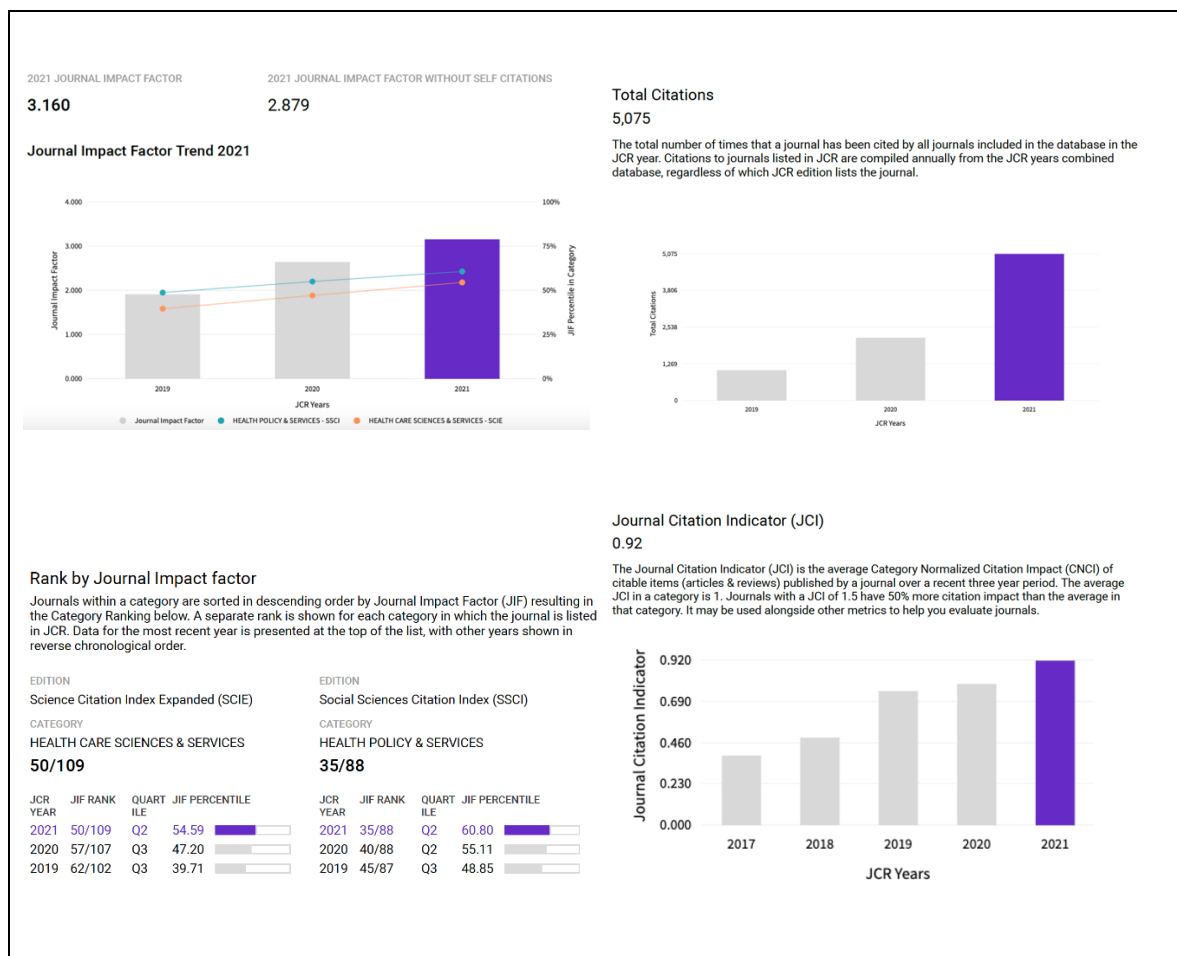 2021 JOURNAL IMPACT FACTOR
3.160
2021 JOURNAL IMPACT FACTOR WITHOUT SELF CITATIONS
2.879
Journal Impact Factor Trend 2021
4.000
3.000
2.000
1.000
0.000
Journal Impact Factor
100%
75%
50%
25%
0%
JIF Percentile in Category
2019
2020
2021
JCR Years
Journal Impact Factor
HEALTH POLICY & SERVICES - SSCI
HEALTH CARE SCIENCES & SERVICES - SCIE
Total Citations
5,075
The total number of times that a journal has been cited by all journals included in the database in the
JCR year. Citations to journals listed in JCR are compiled annually from the JCR years combined
database, regardless of which JCR edition lists the journal.
5,075
3,806
2,538
1,269
0
Total Citations
2019
2020
2021
JCR Years
Rank by Journal Impact factor
Journals within a category are sorted in descending order by Journal Impact Factor (JIF) resulting in
the Category Ranking below. A separate rank is shown for each category in which the journal is listed
in JCR. Data for the most recent year is presented at the top of the list, with other years shown in
reverse chronological order.
EDITION
Science Citation Index Expanded (SCIE)
CATEGORY
HEALTH CARE SCIENCES & SERVICES
50/109
JCR YEAR JIF RANK QUARTILE JIF PERCENTILE
2021 50/109 Q2 54.59
2020 57/107 Q3 47.20
2019 62/102 Q3 39.71
EDITION
Social Sciences Citation Index (SSCI)
CATEGORY
HEALTH POLICY & SERVICES
35/88
JCR YEAR JIF RANK QUARTILE JIF PERCENTILE
2021 35/88 Q2 60.80
2020 40/88 Q2 55.11
2019 45/87 Q3 48.85
Journal Citation Indicator (JCI)
0.92
The Journal Citation Indicator (JCI) is the average Category Normalized Citation Impact (CNCI) of
citable items (articles & reviews) published by a journal over a recent three year period. The average
JCI in a category is 1. Journals with a JCI of 1.5 have 50% more citation impact than the average in
that category. It may be used alongside other metrics to help you evaluate journals.
0.920
0.690
0.460
0.230
0.000
Journal Citation Indicator
2017
2018
2019
2020
2021
JCR Years